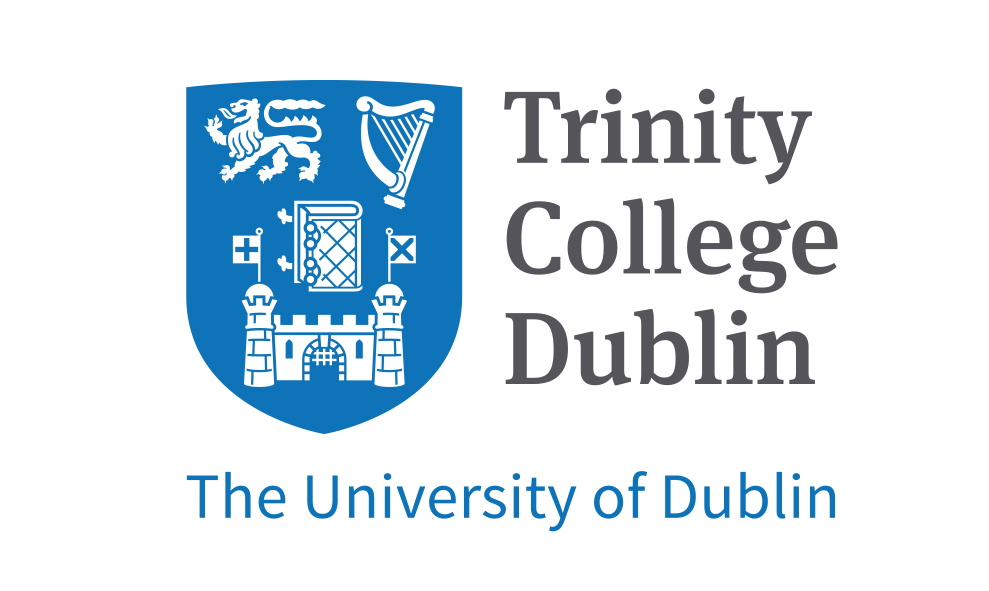 Trinity
College
Dublin
The University of Dublin